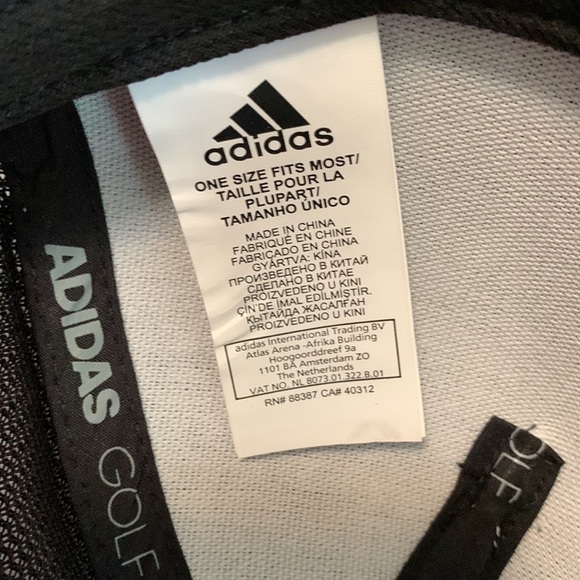 adidas
ONE SIZE FITS MOST/
TAILLE POUR LA
PLUPART/
TAMANHO ÚNICO
MADE IN CHINA
FABRIQUÉ EN CHINE
FABRICADO EN CHINA
GYÁRTVA: KÍNA
ПРОИЗВЕДЕНО В КИТАЙ
СДЕЛАНО В КИТАЕ
PROIZVEDENO U KINI
ÇİN'DE İMAL EDİLMİŞTİR.
ҚЫТАЙДА ЖАСАЛҒАН
PROIZVEDENO U KINI
adidas International Trading BV
Atlas Arena -Afrika Building
Hoogoorddreef 9a
1101 BA Amsterdam ZO
The Netherlands
VAT NO. NL 8073.01.322.B.01
RN# 88387 CA# 40312
ADIDAS GOLF
OLF